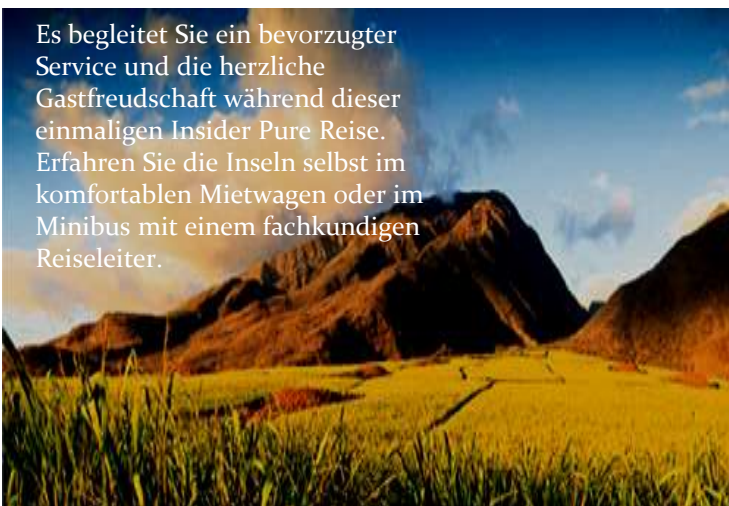 Es begleitet Sie ein bevorzugter
Service und die herzliche
Gastfreudschaft während dieser
einmaligen Insider Pure Reise.
Erfahren Sie die Inseln selbst im
komfortablen Mietwagen oder im
Minibus mit einem fachkundigen
Reiseleiter.